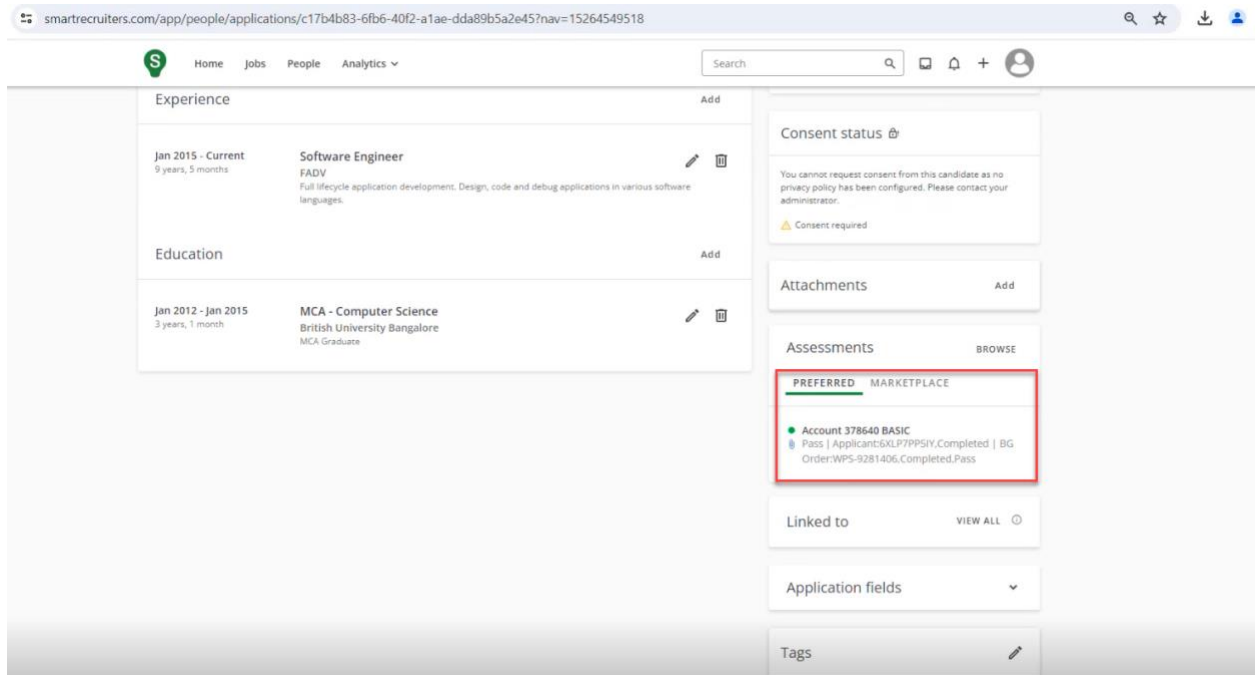 smartrecruiters.com/app/people/applications/c17b4b83-6fb6-40f2-a1ae-dda89b5a2e45?nav=15264549518
S
Home Jobs People Analytics
Search
Experience
Add
Jan 2015 - Current
9 years, 5 months
Software Engineer
FADV
Full lifecycle application development. Design, code and debug applications in various software
languages.
Education
Add
Jan 2012 - Jan 2015
3 years, 1 month
MCA - Computer Science
British University Bangalore
MCA Graduate
Consent status
You cannot request consent from this candidate as no
privacy policy has been configured. Please contact your
administrator.
Consent required
Attachments Add
Assessments BROWSE
PREFERRED MARKETPLACE
Account 378640 BASIC
Pass | Applicant:6XLP7PPSIY,Completed | BG
Order:WPS-9281406,Completed,Pass
Linked to VIEW ALL
Application fields
Tags